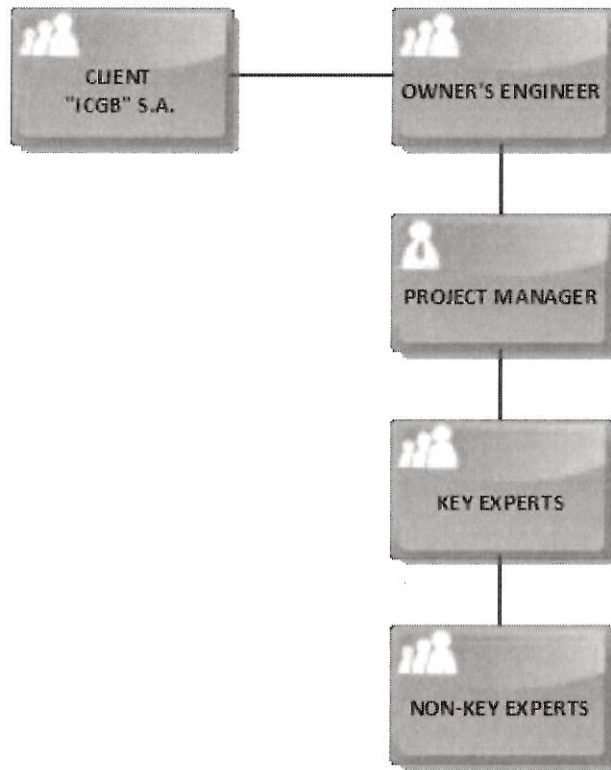 CLIENT
"ICGB" S.A.
OWNER'S ENGINEER
PROJECT MANAGER
KEY EXPERTS
NON-KEY EXPERTS